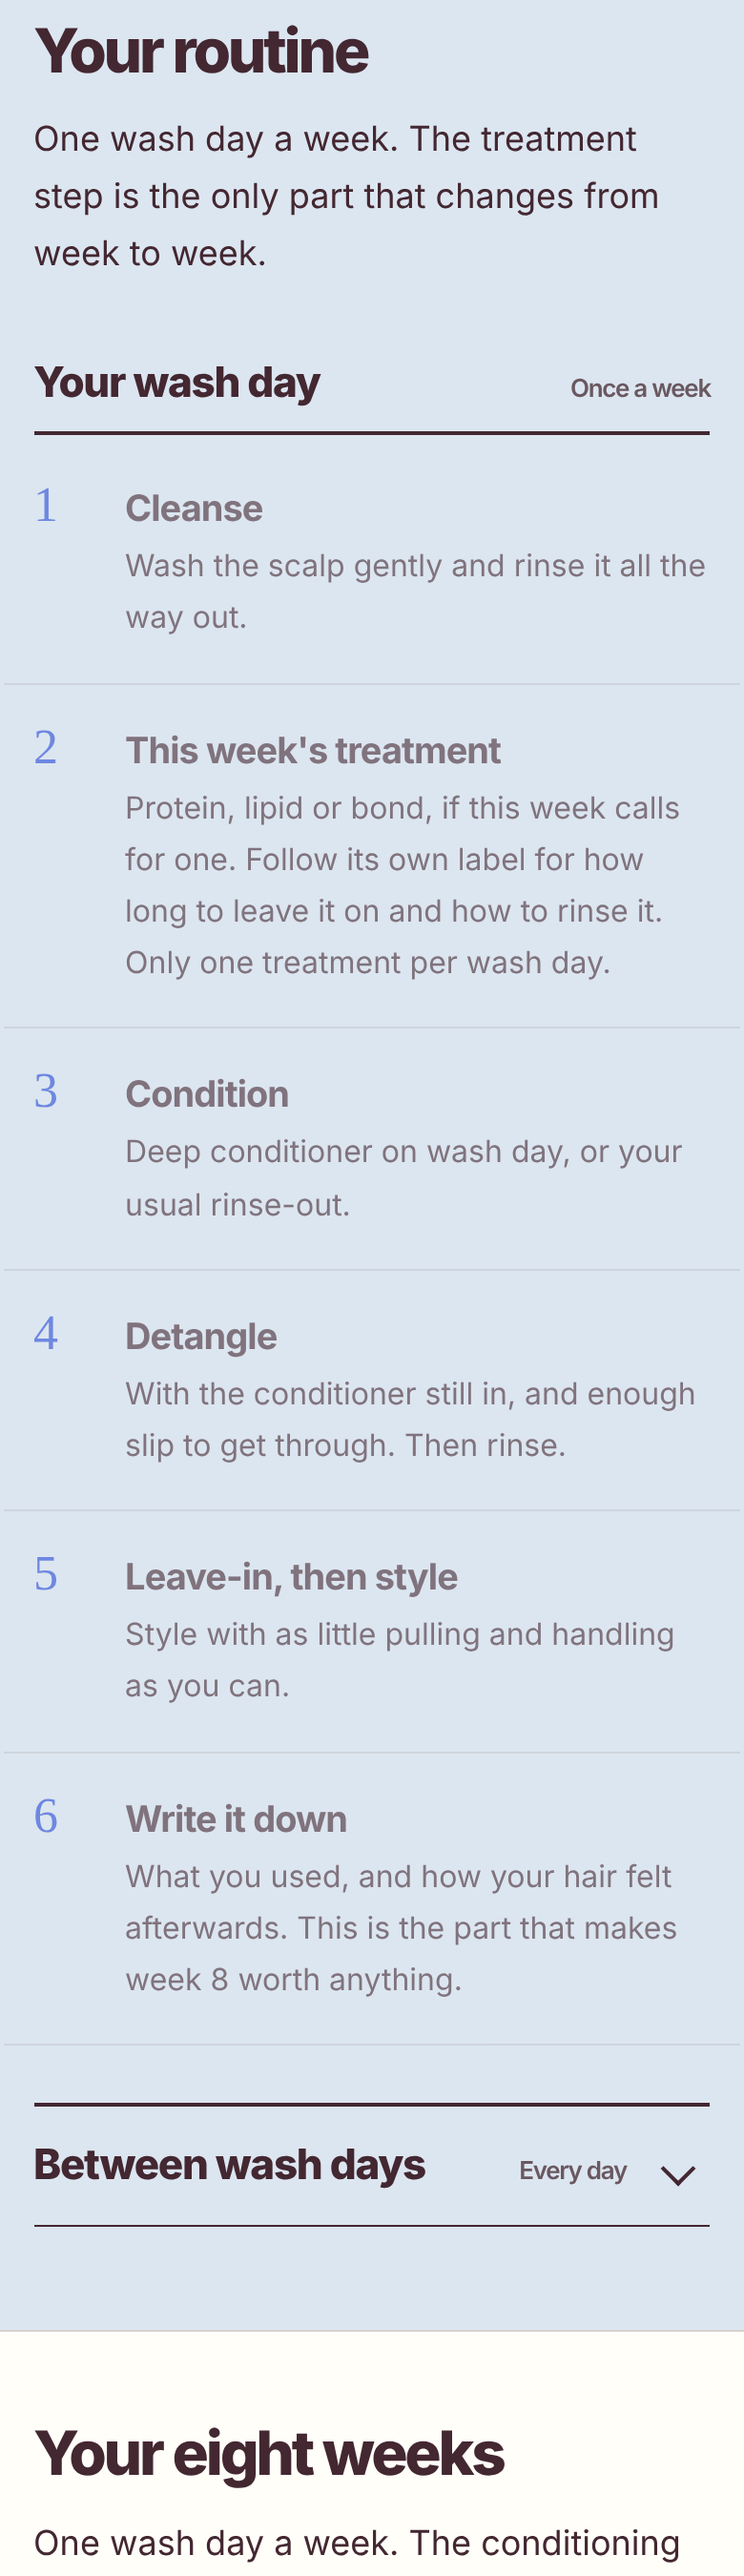 Your routine
One wash day a week. The treatment
step is the only part that changes from
week to week.
Your wash day
Once a week
1
Cleanse
Wash the scalp gently and rinse it all the
way out.
2
This week's treatment
Protein, lipid or bond, if this week calls
for one. Follow its own label for how
long to leave it on and how to rinse it.
Only one treatment per wash day.
3
Condition
Deep conditioner on wash day, or your
usual rinse-out.
4
Detangle
With the conditioner still in, and enough
slip to get through. Then rinse.
5
Leave-in, then style
Style with as little pulling and handling
as you can.
6
Write it down
What you used, and how your hair felt
afterwards. This is the part that makes
week 8 worth anything.
Between wash days
Every day
Your eight weeks
One wash day a week. The conditioning